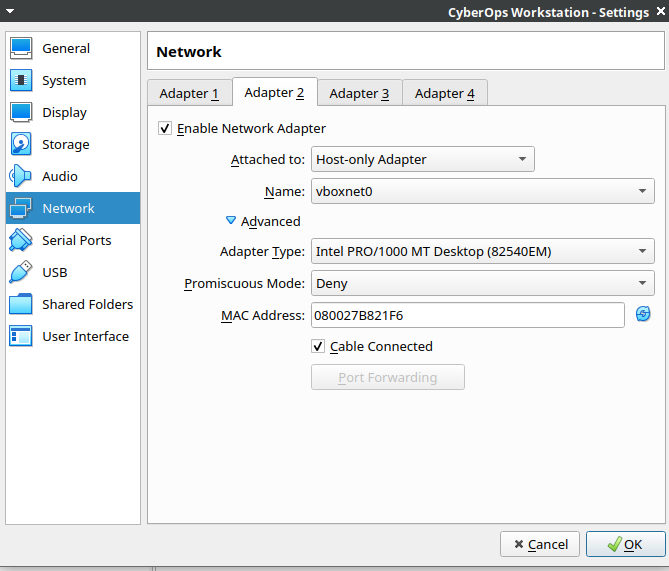 CyberOps Workstation - Settings
General
System
Display
Storage
Audio
Network
Serial Ports
USB
Shared Folders
User Interface
Network
Adapter 1
Adapter 2
Adapter 3
Adapter 4
Enable Network Adapter
Attached to: Host-only Adapter
Name: vboxnet0
Advanced
Adapter Type: Intel PRO/1000 MT Desktop (82540EM)
Promiscuous Mode: Deny
MAC Address: 080027B821F6
Cable Connected
Port Forwarding
Cancel
OK